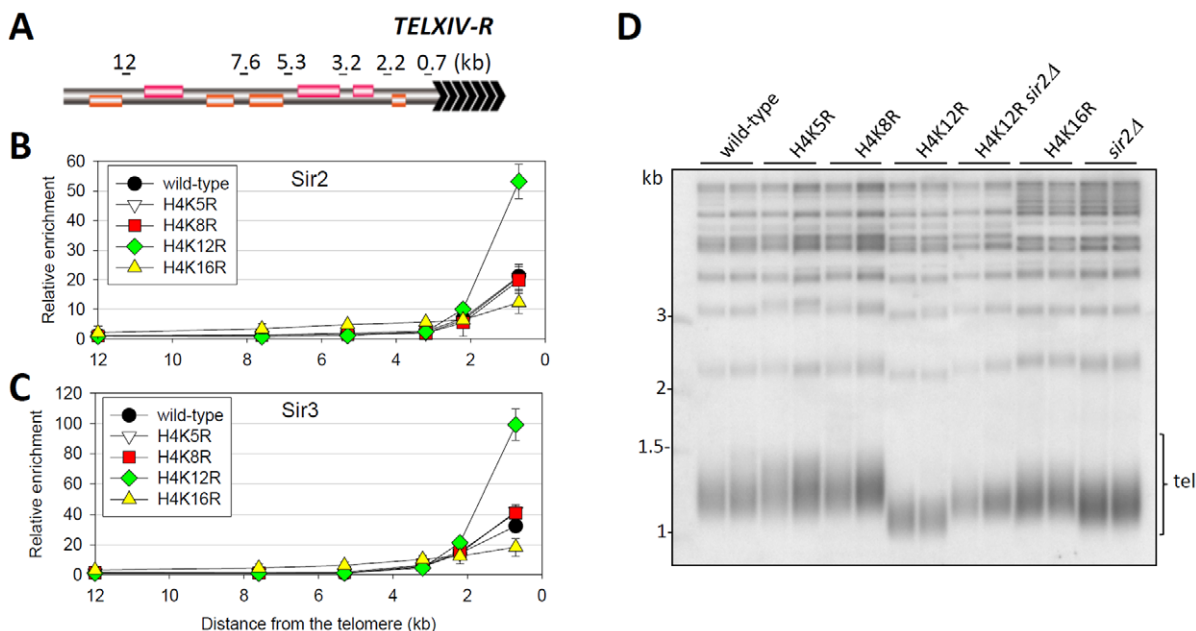 A
TELXIV-R
12 7.6 5.3 3.2 2.2 0.7 (kb)
B
Sir2
Relative enrichment
60
50
40
30
20
10
0
wild-type
H4K5R
H4K8R
H4K12R
H4K16R
12 10 8 6 4 2 0
C
Sir3
Relative enrichment
120
100
80
60
40
20
0
wild-type
H4K5R
H4K8R
H4K12R
H4K16R
12 10 8 6 4 2 0
Distance from the telomere (kb)
D
wild-type
H4K5R
H4K8R
H4K12R
H4K12R sir2Δ
H4K16R
sir2Δ
kb
3
2
1.5
1
tel